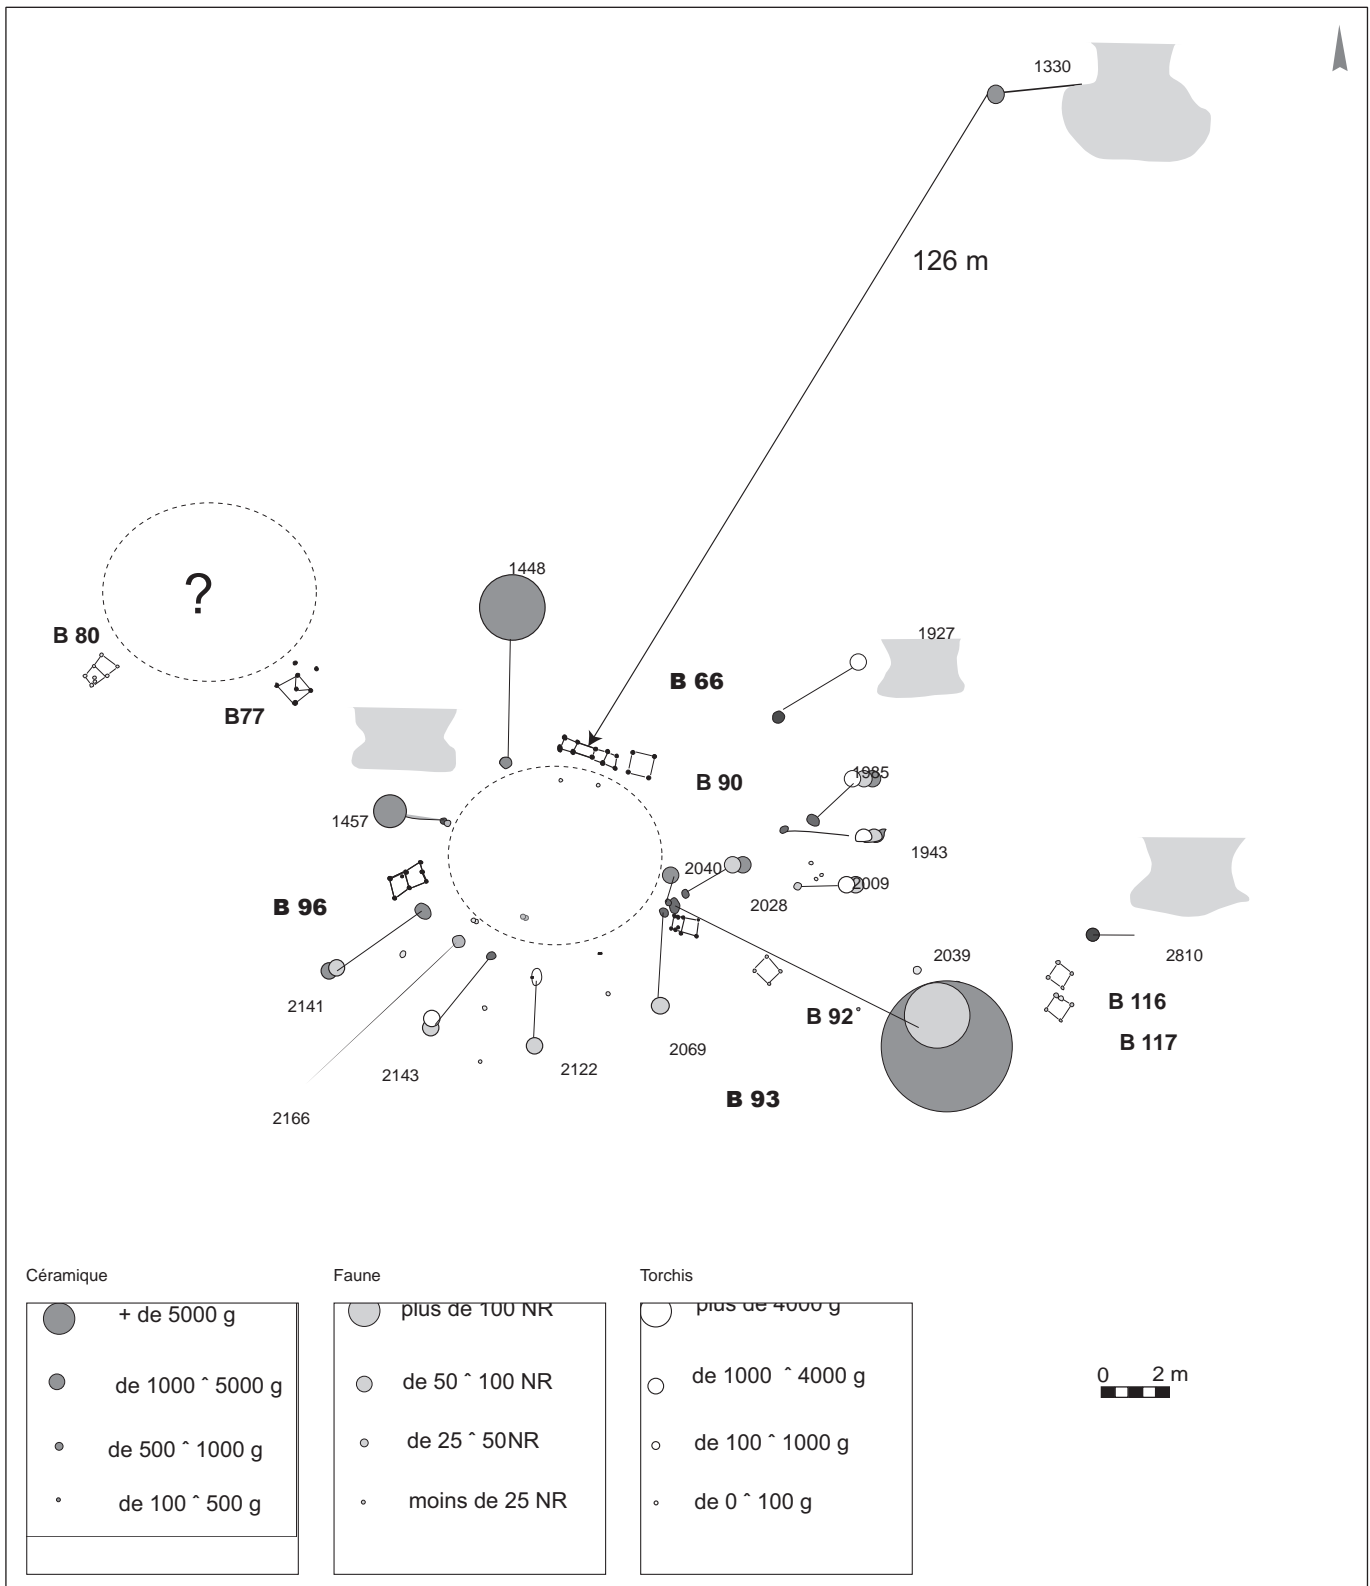 1330
126 m
?
1448
B 80
1927
B 66
B77
B 90
1985
1457
1943
2040
2009
2028
B 96
2039
2810
2141
B 116
B 92°
B 117
2069
2143
2122
B 93
2166
Céramique
+ de 5000 g
de 1000 ˆ 5000 g
de 500 ˆ 1000 g
de 100 ˆ 500 g
Faune
plus de 100 NR
de 50 ˆ 100 NR
de 25 ˆ 50NR
moins de 25 NR
Torchis
plus de 4000 g
de 1000 ˆ 4000 g
de 100 ˆ 1000 g
de 0 ˆ 100 g
0 2 m